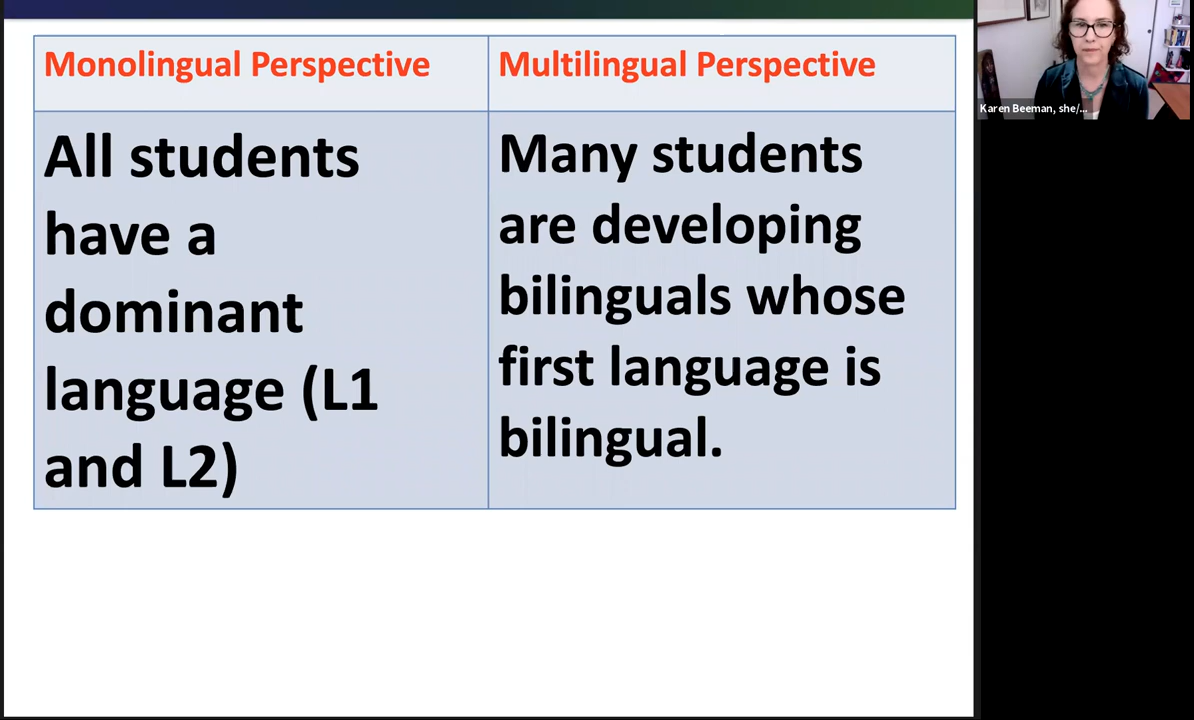 Monolingual Perspective
Multilingual Perspective
All students
have a
dominant
language (L1
and L2)
Many students
are developing
bilinguals whose
first language is
bilingual.
Karen Beeman, she/...